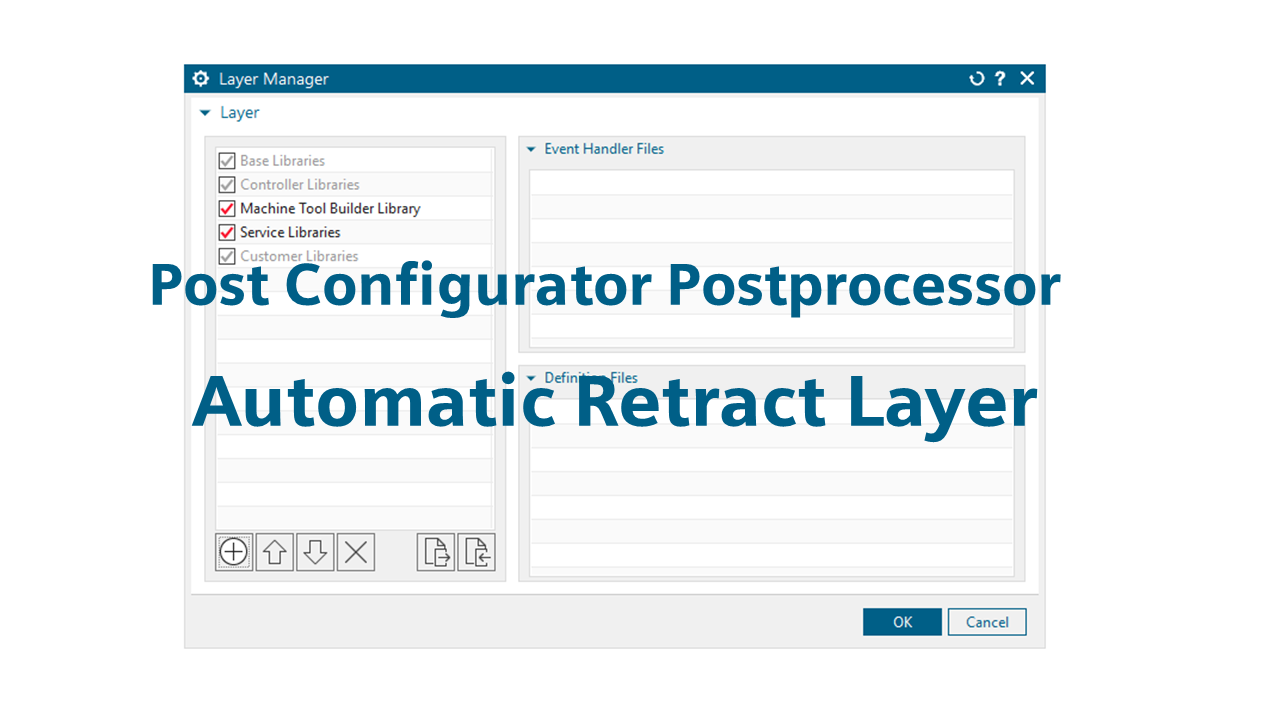 Layer Manager
Layer
Base Libraries
Controller Libraries
Machine Tool Builder Library
Service Libraries
Customer Libraries
Event Handler Files
Post Configurator Postprocessor
Definition Files
Automatic Retract Layer
OK
Cancel